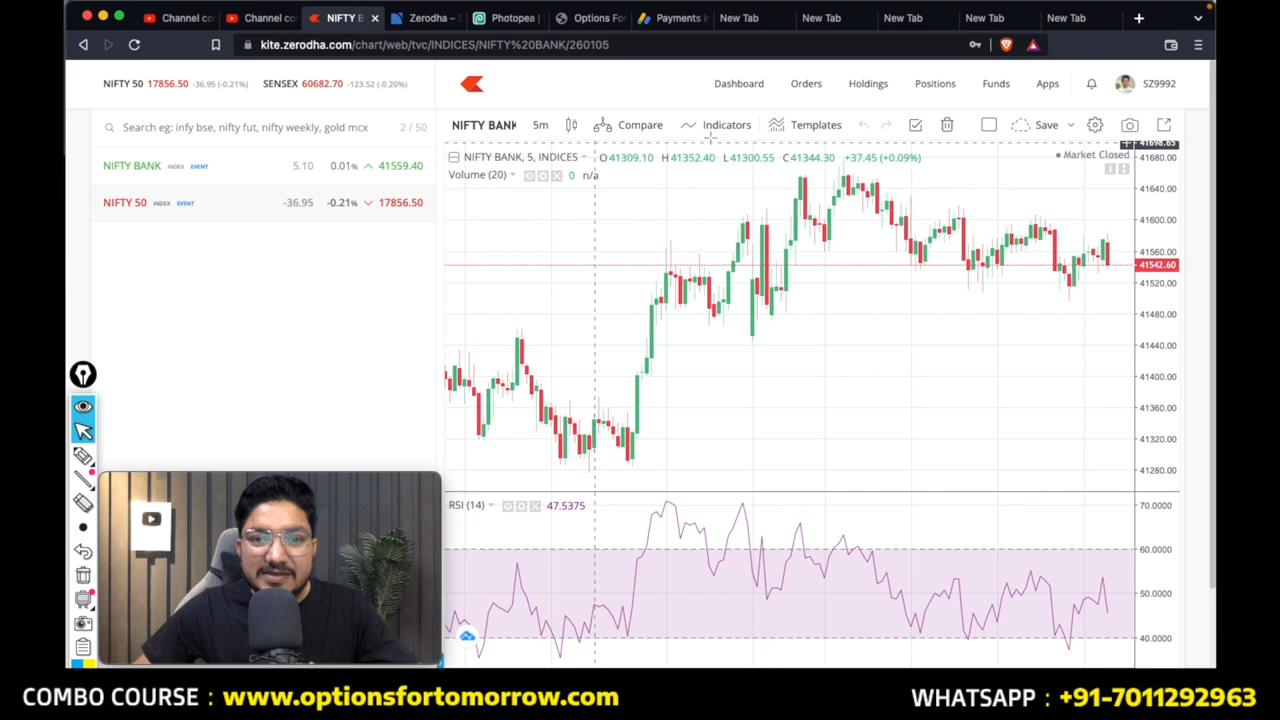 Channel co
Channel co
NIFTY B
Zerodha –
Photopea
Options Fo
Payments i
New Tab
New Tab
New Tab
New Tab
New Tab
kite.zerodha.com/chart/web/tvc/INDICES/NIFTY%20BANK/260105
NIFTY 50 17856.50 -36.95 (-0.21%) SENSEX 60682.70 -123.52 (-0.20%)
Dashboard Orders Holdings Positions Funds Apps SZ9992
Search eg: infy bse, nifty fut, nifty weekly, gold mcx 2 / 50
NIFTY BANK INDEX EVENT 5.10 0.01% 41559.40
NIFTY 50 INDEX EVENT -36.95 -0.21% 17856.50
NIFTY BANK 5m Compare Indicators Templates Save
NIFTY BANK, 5, INDICES O41309.10 H41352.40 L41300.55 C41344.30 +37.45 (+0.09%)
Market Closed
Volume (20) 0 n/a
41698.65
41680.00
41640.00
41600.00
41560.00
41542.60
41520.00
41480.00
41440.00
41400.00
41360.00
41320.00
41280.00
RSI (14) 47.5375
70.0000
60.0000
50.0000
40.0000
COMBO COURSE : www.optionsfortomorrow.com
WHATSAPP : +91-7011292963